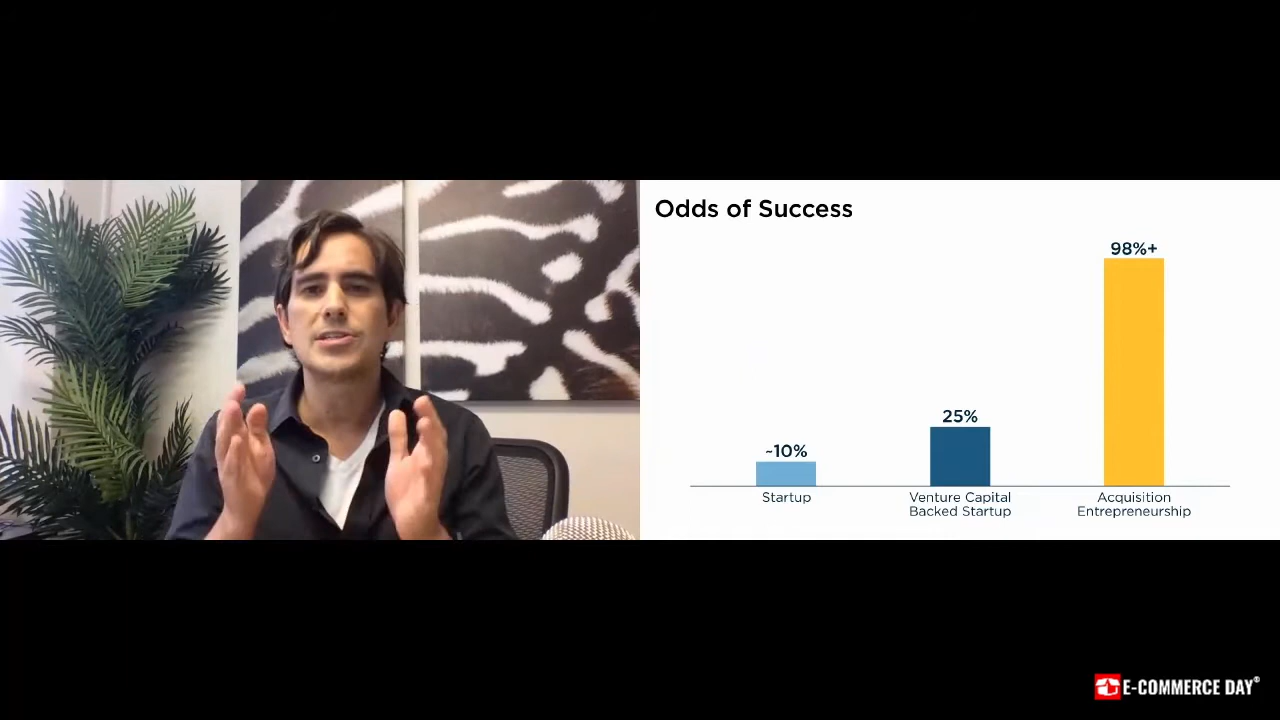 Odds of Success
98%+
25%
~10%
Startup
Venture Capital
Backed Startup
Acquisition
Entrepreneurship
E-COMMERCE DAY®